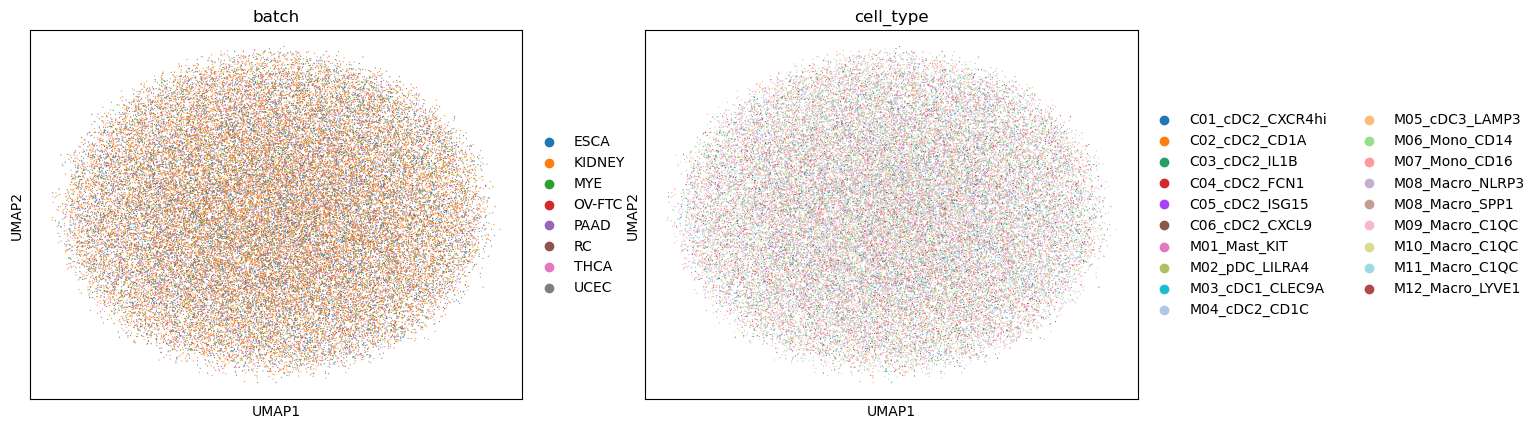 batch
UMAP2
UMAP1
ESCA
KIDNEY
MYE
OV-FTC
PAAD
RC
THCA
UCEC
cell_type
UMAP2
UMAP1
C01_cDC2_CXCR4hi
C02_cDC2_CD1A
C03_cDC2_IL1B
C04_cDC2_FCN1
C05_cDC2_ISG15
C06_cDC2_CXCL9
M01_Mast_KIT
M02_pDC_LILRA4
M03_cDC1_CLEC9A
M04_cDC2_CD1C
M05_cDC3_LAMP3
M06_Mono_CD14
M07_Mono_CD16
M08_Macro_NLRP3
M08_Macro_SPP1
M09_Macro_C1QC
M10_Macro_C1QC
M11_Macro_C1QC
M12_Macro_LYVE1